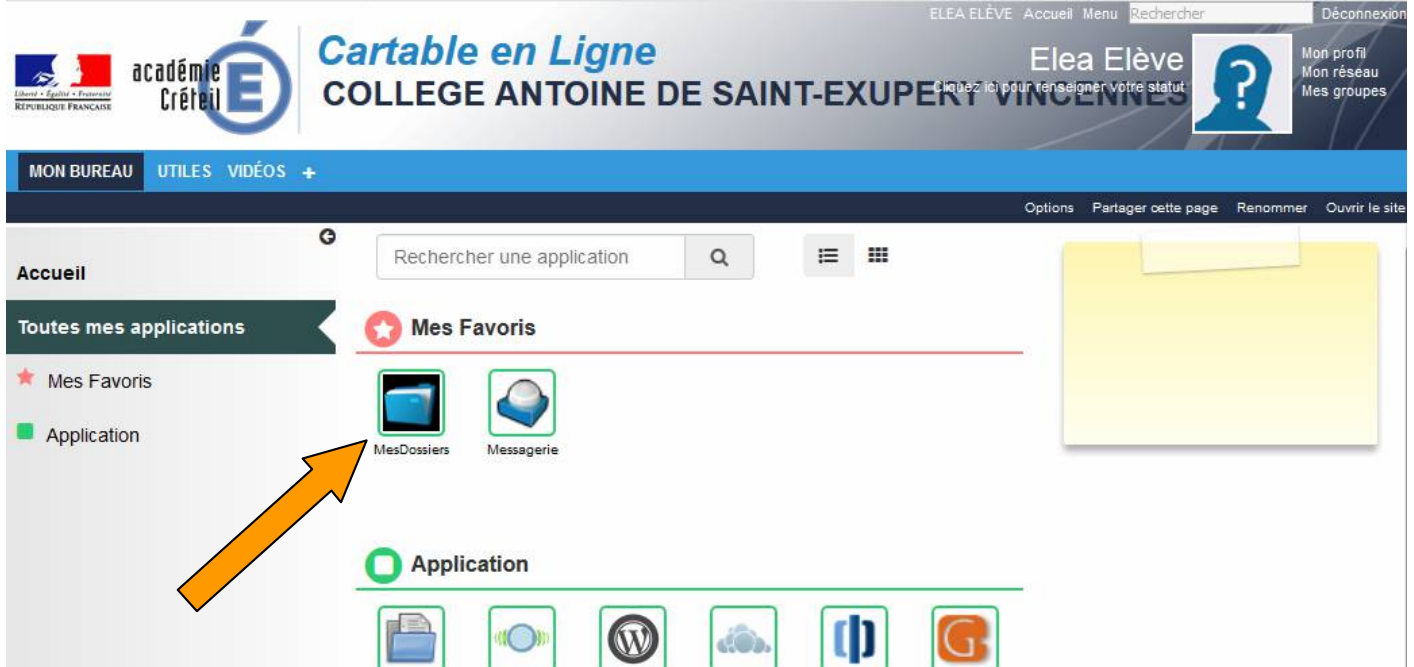 ELEA ELÈVE Accueil Menu Rechercher Déconnexion
Liberté • Égalité • Fraternité
RÉPUBLIQUE FRANÇAISE
académie
Créteil
É
Cartable en Ligne
COLLEGE ANTOINE DE SAINT-EXUPERY VINCENNES
Elea Elève
Cliquez ici pour renseigner votre statut
Mon profil
Mon réseau
Mes groupes
MON BUREAU UTILES VIDÉOS +
Options Partager cette page Renommer Ouvrir le site
Accueil
Toutes mes applications
Mes Favoris
Application
Rechercher une application
Mes Favoris
MesDossiers Messagerie
Application